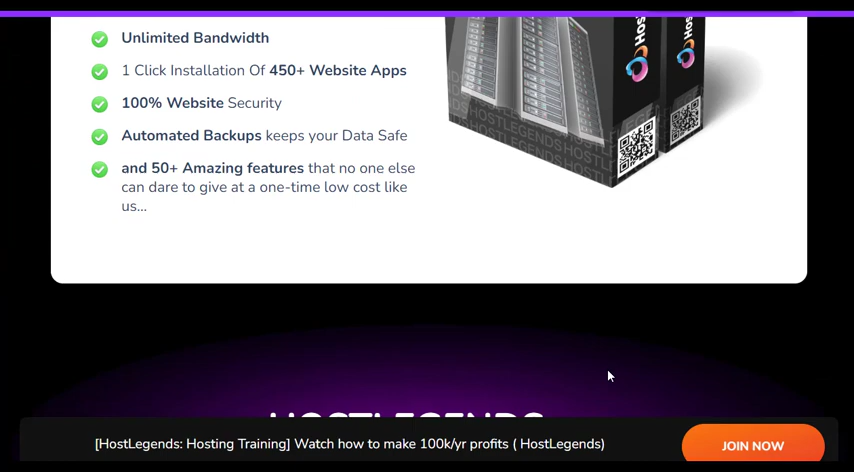 Unlimited Bandwidth
1 Click Installation Of 450+ Website Apps
100% Website Security
Automated Backups keeps your Data Safe
and 50+ Amazing features that no one else
can dare to give at a one-time low cost like
us...
HOSTLEGENDS
[HostLegends: Hosting Training] Watch how to make 100k/yr profits ( HostLegends)
JOIN NOW